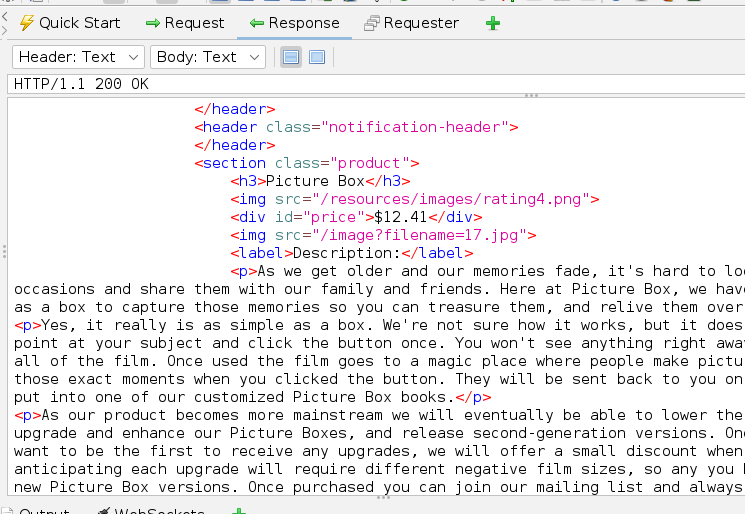 Quick Start Request Response Requester
Header: Text Body: Text
HTTP/1.1 200 OK
</header>
<header class="notification-header">
</header>
<section class="product">
<h3>Picture Box</h3>
<img src="/resources/images/rating4.png">
<div id="price">$12.41</div>
<img src="/image?filename=17.jpg">
<label>Description:</label>
<p>As we get older and our memories fade, it's hard to
occasions and share them with our family and friends. Here at Picture Box, we have
as a box to capture those memories so you can treasure them, and relive them over
<p>Yes, it really is as simple as a box. We're not sure how it works, but it does
point at your subject and click the button once. You won't see anything right
all of the film. Once used the film goes to a magic place where people make
those exact moments when you clicked the button. They will be sent back to you on
put into one of our customized Picture Box books.</p>
<p>As our product becomes more mainstream we will eventually be able to lower the
upgrade and enhance our Picture Boxes, and release second-generation versions.
want to be the first to receive any upgrades, we will offer a small discount when
anticipating each upgrade will require different negative film sizes, so any you
new Picture Box versions. Once purchased you can join our mailing list and always
Output WebSockets